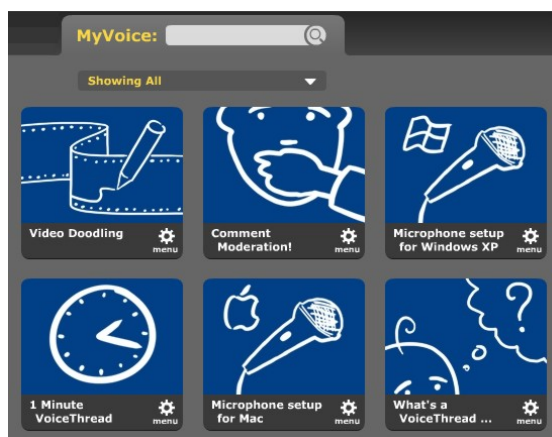 MyVoice:
Showing All
Video Doodling
menu
Comment
Moderation!
menu
Microphone setup
for Windows XP
menu
1 Minute
VoiceThread
menu
Microphone setup
for Mac
menu
What's a
VoiceThread ...
menu
?